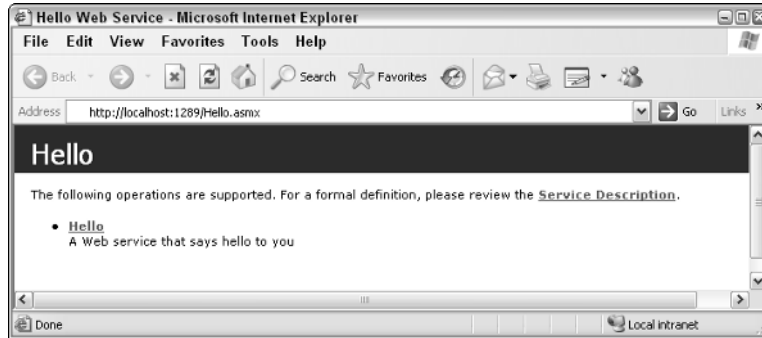 Hello Web Service - Microsoft Internet Explorer
File Edit View Favorites Tools Help
Back Search Favorites
Address http://localhost:1289/Hello.asmx Go Links »
Hello
The following operations are supported. For a formal definition, please review the Service Description.
• Hello
A Web service that says hello to you
Done Local intranet